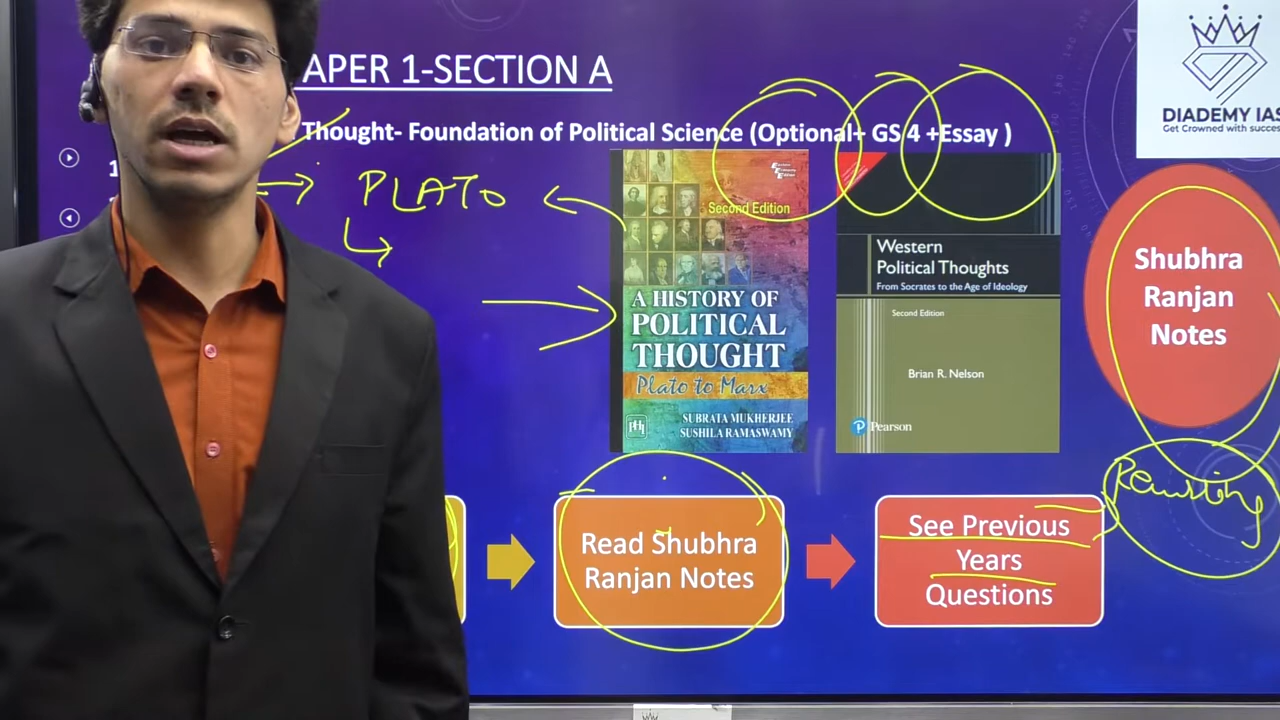 APER 1-SECTION A
Thought- Foundation of Political Science (Optional+ GS 4 +Essay )
1
PLATO
Second Edition
A HISTORY OF
POLITICAL
THOUGHT
Plato to Marx
SUBRATA MUKHERJEE
SUSHILA RAMASWAMY
Western
Political Thoughts
From Socrates to the Age of Ideology
Second Edition
Brian R. Nelson
Pearson
DIADEMY IAS
Get Crowned with success
Shubhra
Ranjan
Notes
Read Shubhra
Ranjan Notes
See Previous
Years
Questions